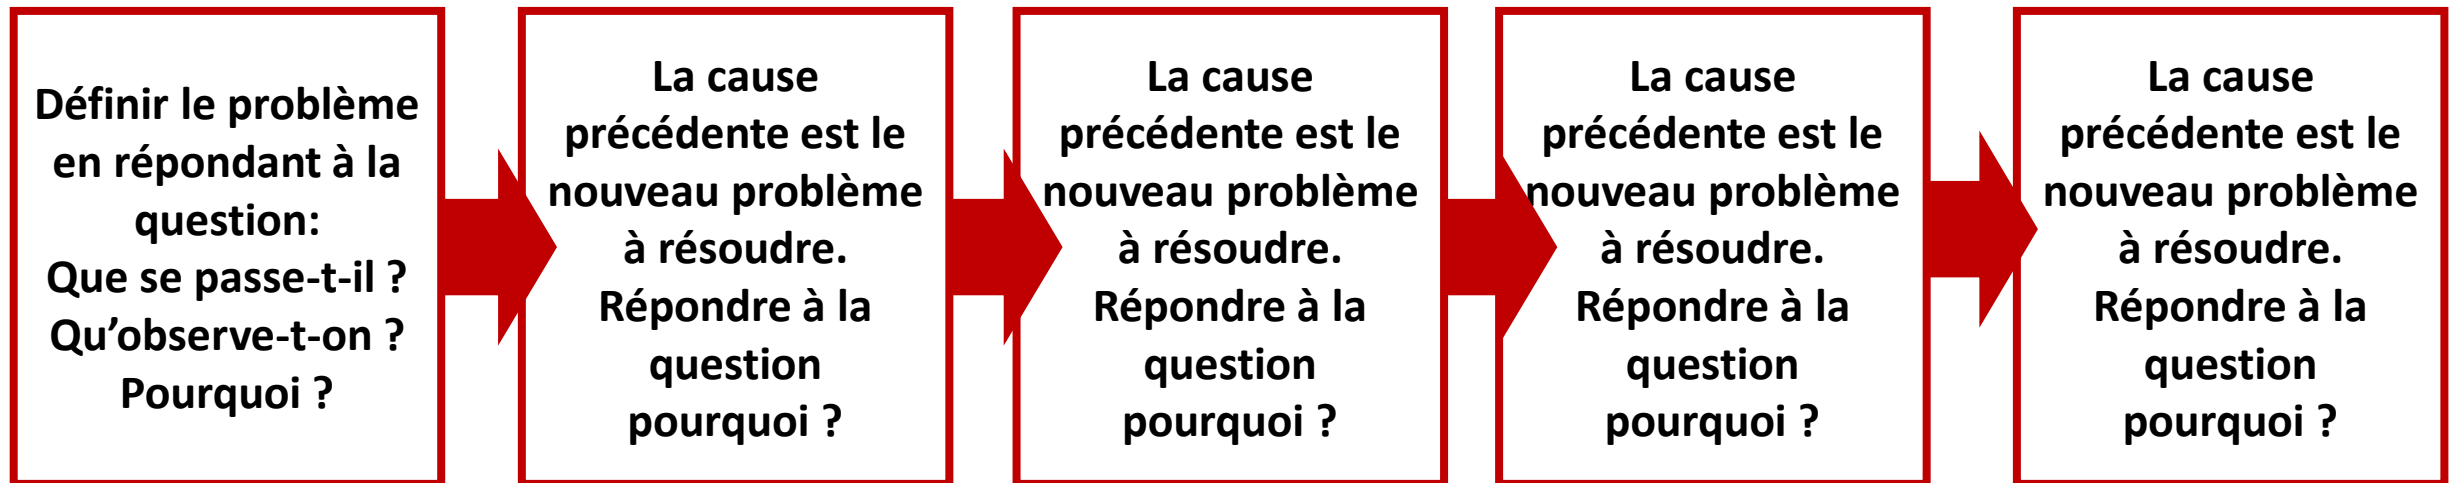 Définir le problème
en répondant à la
question:
Que se passe-t-il ?
Qu’observe-t-on ?
Pourquoi ?
La cause
précédente est le
nouveau problème
à résoudre.
Répondre à la
question
pourquoi ?
La cause
précédente est le
nouveau problème
à résoudre.
Répondre à la
question
pourquoi ?
La cause
précédente est le
nouveau problème
à résoudre.
Répondre à la
question
pourquoi ?
La cause
précédente est le
nouveau problème
à résoudre.
Répondre à la
question
pourquoi ?